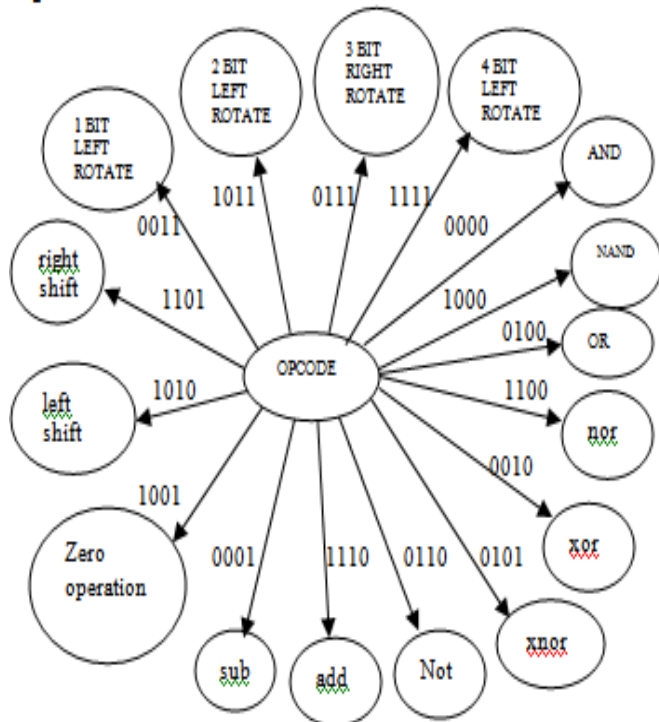 2 BIT
LEFT
ROTATE
3 BIT
RIGHT
ROTATE
4 BIT
LEFT
ROTATE
1 BIT
LEFT
ROTATE
AND
1011
0111
1111
0000
0011
right
shift
NAND
1101
1000
0100
OR
OPCODE
1010
1100
left
shift
nor
0010
1001
Zero
operation
0001
1110
0110
0101
xor
xnor
sub
add
Not